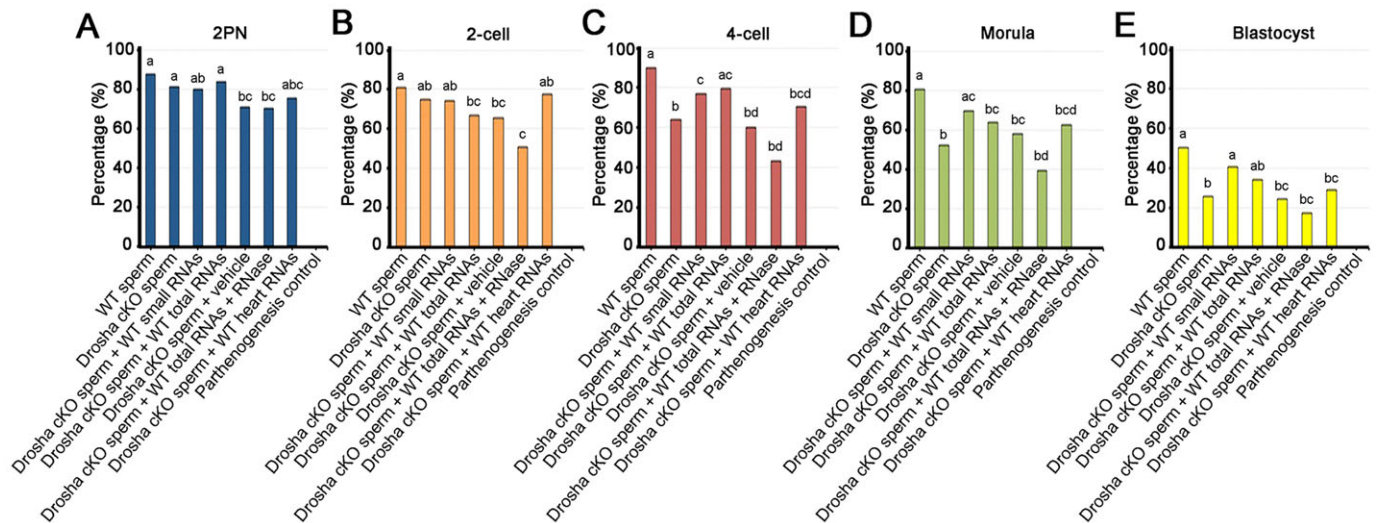 A
2PN
Percentage (%)
100
80
60
40
20
0
a
a
ab
a
bc
bc
abc
WT sperm
Drosha cKO sperm
Drosha cKO sperm + WT small RNAs
Drosha cKO sperm + WT total RNAs
Drosha cKO sperm + vehicle
Drosha cKO sperm + WT total RNAs + RNase
Drosha cKO sperm + WT heart RNAs
Parthenogenesis control
B
2-cell
Percentage (%)
100
80
60
40
20
0
a
ab
ab
bc
bc
c
ab
WT sperm
Drosha cKO sperm
Drosha cKO sperm + WT small RNAs
Drosha cKO sperm + WT total RNAs
Drosha cKO sperm + vehicle
Drosha cKO sperm + WT total RNAs + RNase
Drosha cKO sperm + WT heart RNAs
Parthenogenesis control
C
4-cell
Percentage (%)
100
80
60
40
20
0
a
b
c
ac
bd
bd
bcd
WT sperm
Drosha cKO sperm
Drosha cKO sperm + WT small RNAs
Drosha cKO sperm + WT total RNAs
Drosha cKO sperm + vehicle
Drosha cKO sperm + WT total RNAs + RNase
Drosha cKO sperm + WT heart RNAs
Parthenogenesis control
D
Morula
Percentage (%)
100
80
60
40
20
0
a
b
ac
bc
bc
bd
bcd
WT sperm
Drosha cKO sperm
Drosha cKO sperm + WT small RNAs
Drosha cKO sperm + WT total RNAs
Drosha cKO sperm + vehicle
Drosha cKO sperm + WT total RNAs + RNase
Drosha cKO sperm + WT heart RNAs
Parthenogenesis control
E
Blastocyst
Percentage (%)
100
80
60
40
20
0
a
b
a
ab
bc
bc
bc
WT sperm
Drosha cKO sperm
Drosha cKO sperm + WT small RNAs
Drosha cKO sperm + WT total RNAs
Drosha cKO sperm + vehicle
Drosha cKO sperm + WT total RNAs + RNase
Drosha cKO sperm + WT heart RNAs
Parthenogenesis control